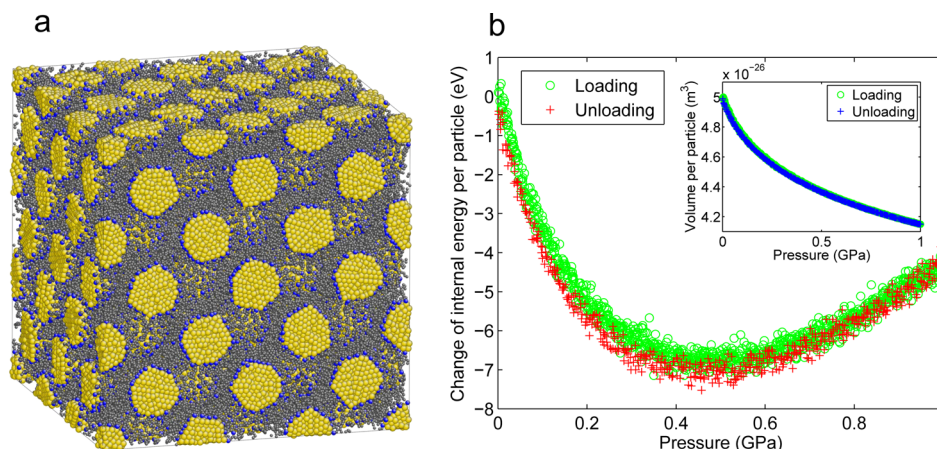 a
b
Change of internal energy per particle (eV)
1
0
-1
-2
-3
-4
-5
-6
-7
-8
0
0.2
0.4
0.6
0.8
Pressure (GPa)
Loading
Unloading
x 10⁻²⁶
Volume per particle (m³)
5
4.8
4.6
4.4
4.2
0
0.5
1
Pressure (GPa)
Loading
Unloading